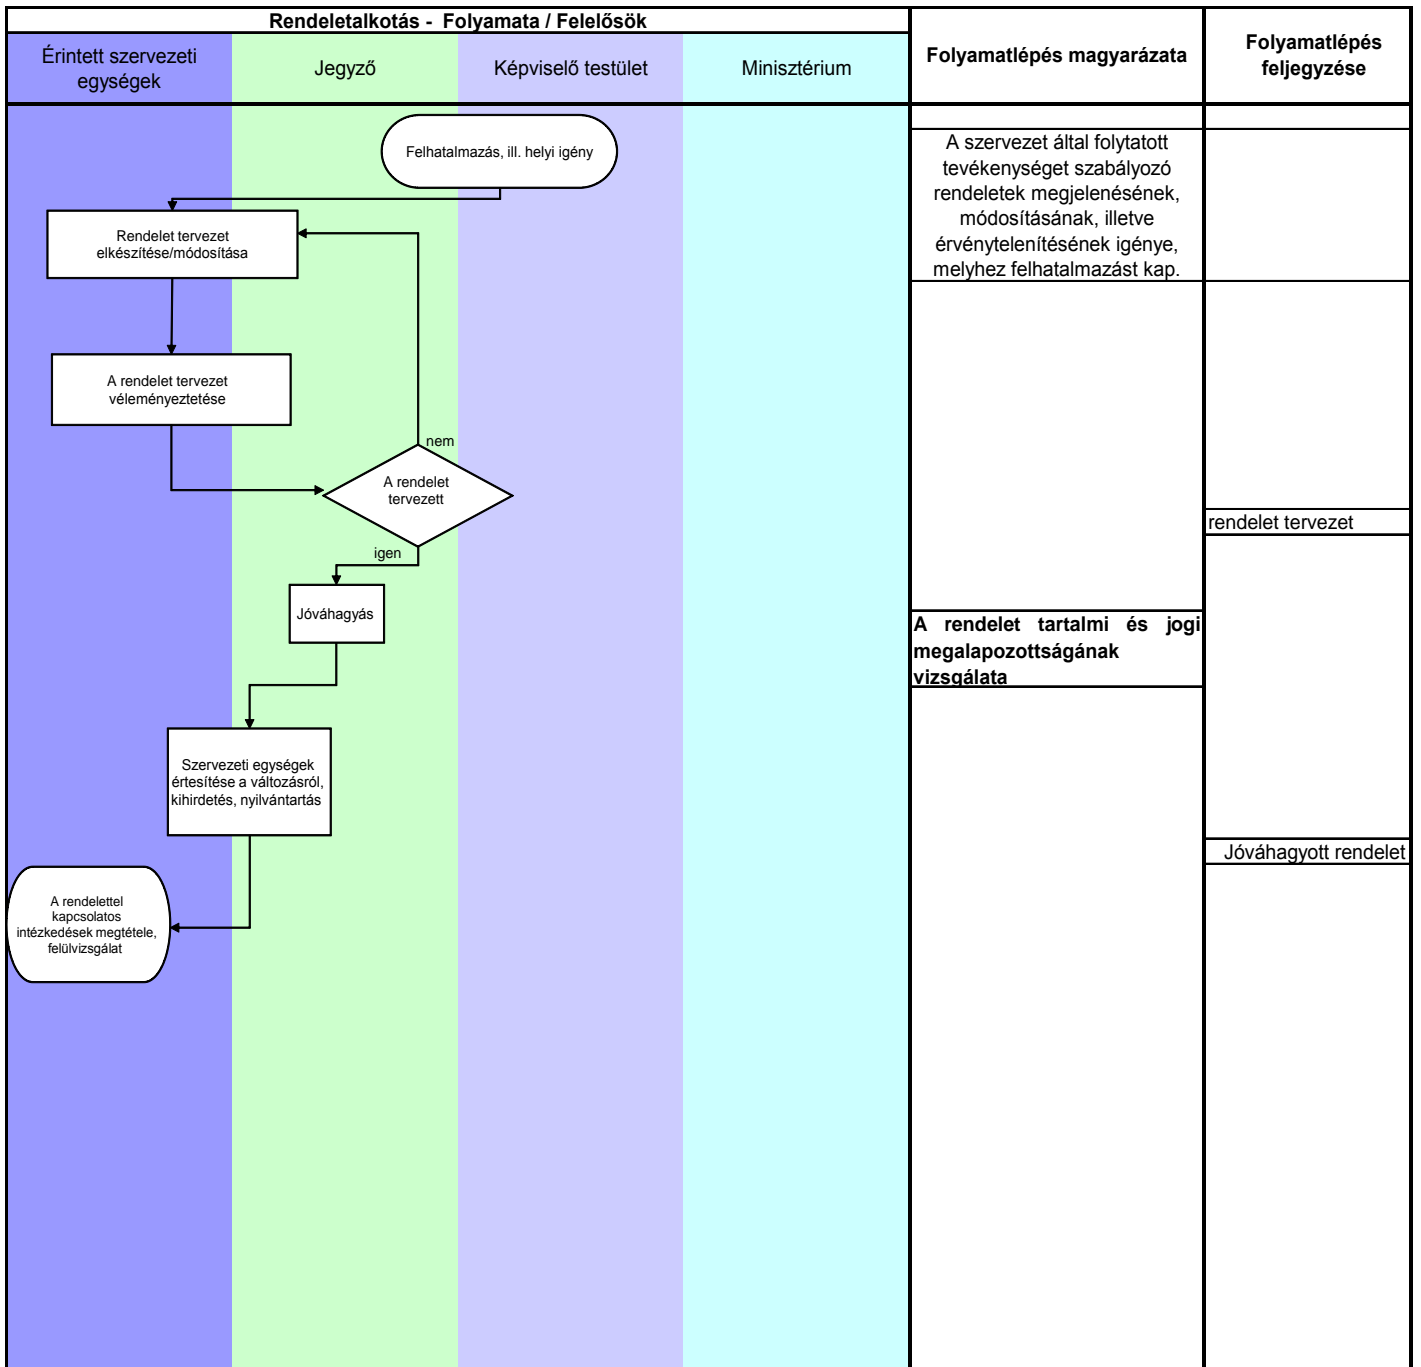 Rendeletalkotás - Folyamata / Felelősök
Érintett szervezeti
egységek
Jegyző
Képviselő testület
Minisztérium
Folyamatlépés magyarázata
Folyamatlépés
feljegyzése
Felhatalmazás, ill. helyi igény
A szervezet által folytatott
tevékenységet szabályozó
rendeletek megjelenésének,
módosításának, illetve
érvénytelenítésének igénye,
melyhez felhatalmazást kap.
Rendelet tervezet
elkészítése/módosítása
A rendelet tervezet
véleményeztetése
nem
A rendelet
tervezett
rendelet tervezet
igen
Jóváhagyás
A rendelet tartalmi és jogi
megalapozottságának
vizsgálata
Szervezeti egységek
értesítése a változásról,
kihirdetés, nyilvántartás
Jóváhagyott rendelet
A rendelettel
kapcsolatos
intézkedések megtétele,
felülvizsgálat